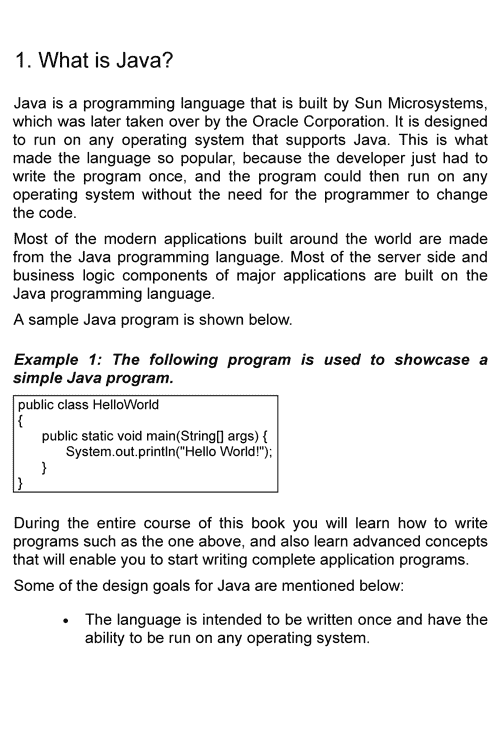 1. What is Java?
Java is a programming language that is built by Sun Microsystems,
which was later taken over by the Oracle Corporation. It is designed
to run on any operating system that supports Java. This is what
made the language so popular, because the developer just had to
write the program once, and the program could then run on any
operating system without the need for the programmer to change
the code.
Most of the modern applications built around the world are made
from the Java programming language. Most of the server side and
business logic components of major applications are built on the
Java programming language.
A sample Java program is shown below.
Example 1: The following program is used to showcase a
simple Java program.
public class HelloWorld
{
public static void main(String[] args) {
System.out.println("Hello World!");
}
}
During the entire course of this book you will learn how to write
programs such as the one above, and also learn advanced concepts
that will enable you to start writing complete application programs.
Some of the design goals for Java are mentioned below:
• The language is intended to be written once and have the
ability to be run on any operating system.